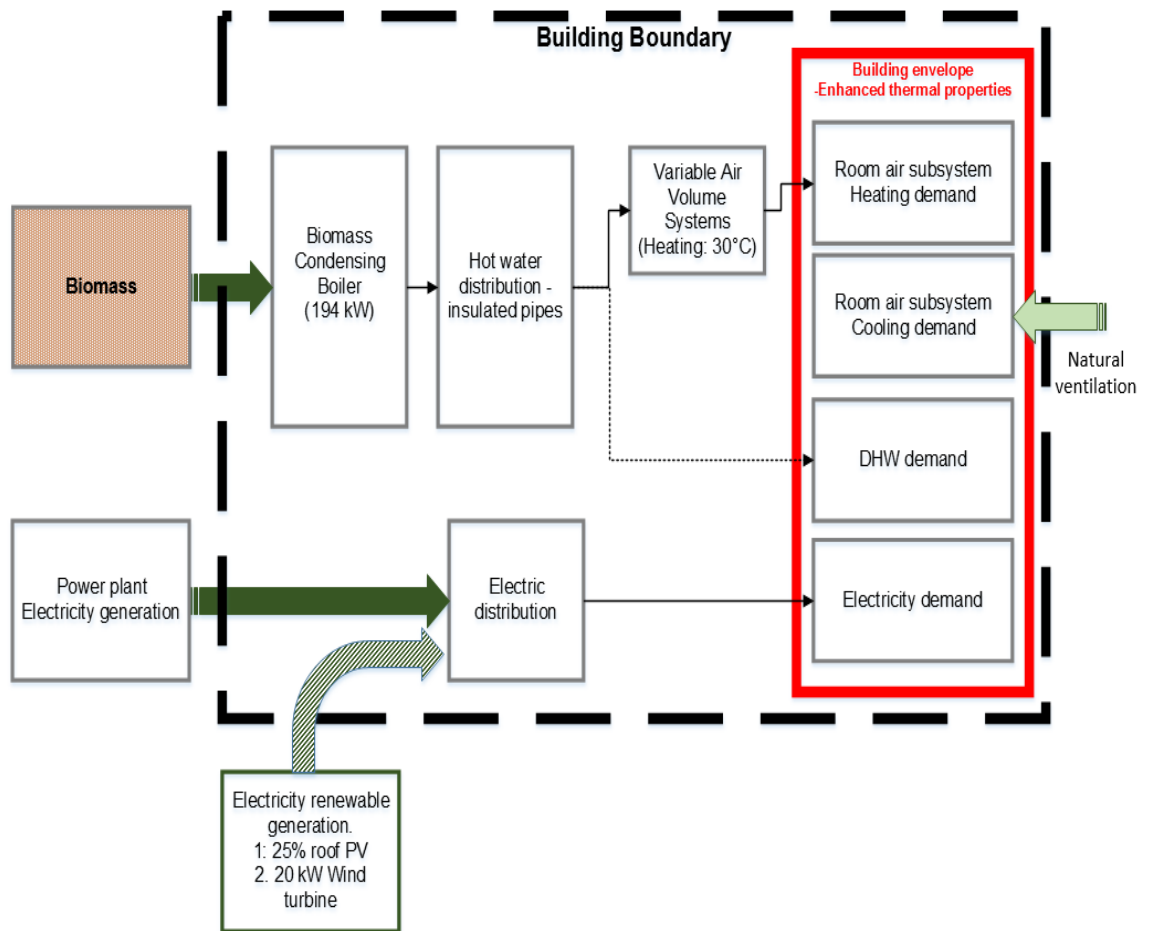 Building Boundary
Building envelope
-Enhanced thermal properties
Biomass
Biomass
Condensing
Boiler
(194 kW)
Hot water
distribution -
insulated pipes
Variable Air
Volume
Systems
(Heating: 30°C)
Room air subsystem
Heating demand
Room air subsystem
Cooling demand
Natural
ventilation
DHW demand
Power plant
Electricity generation
Electric
distribution
Electricity demand
Electricity renewable
generation.
1: 25% roof PV
2. 20 kW Wind
turbine